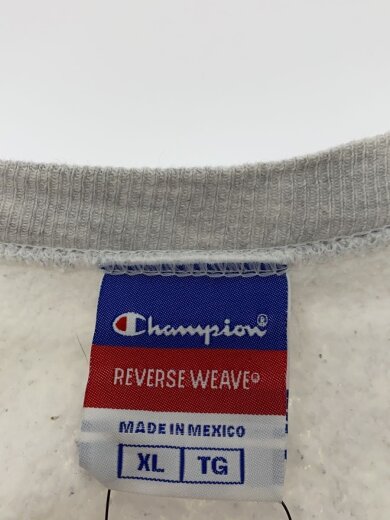 Champion®
REVERSE WEAVE®
MADE IN MEXICO
XL TG